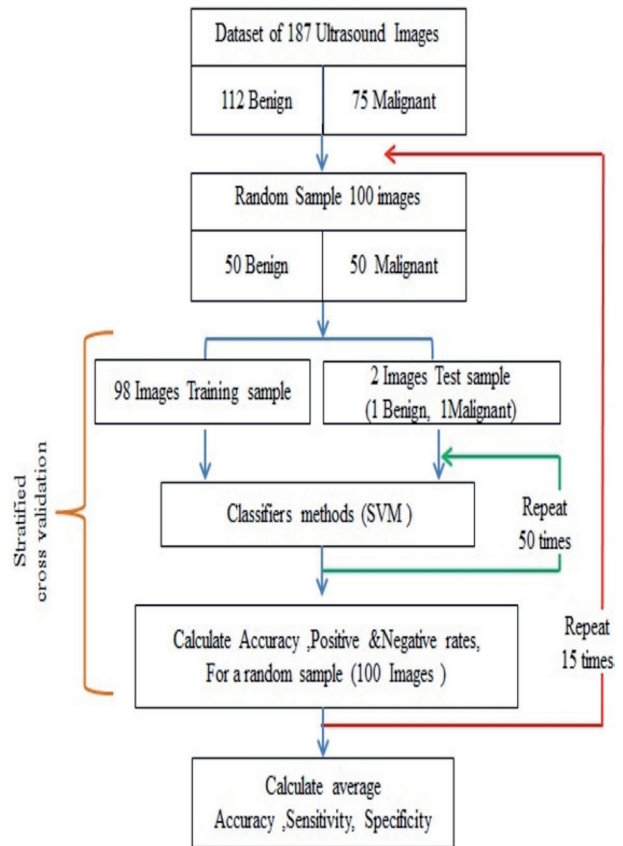 Dataset of 187 Ultrasound Images
112 Benign
75 Malignant
Random Sample 100 images
50 Benign
50 Malignant
98 Images Training sample
2 Images Test sample
(1 Benign, 1Malignant)
Stratified
cross validation
Classifiers methods (SVM )
Repeat
50 times
Calculate Accuracy ,Positive &Negative rates,
For a random sample (100 Images )
Repeat
15 times
Calculate average
Accuracy ,Sensitivity, Specificity